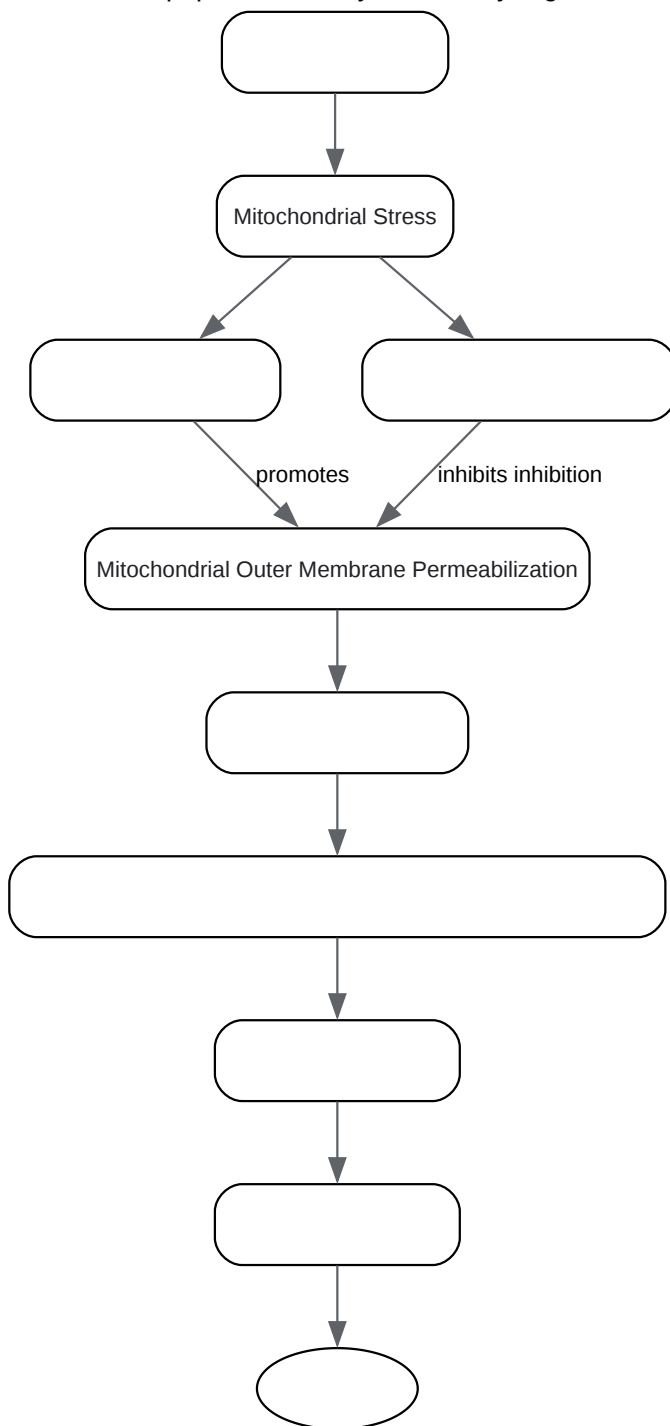 Mitochondrial Stress
promotes
inhibits inhibition
Mitochondrial Outer Membrane Permeabilization